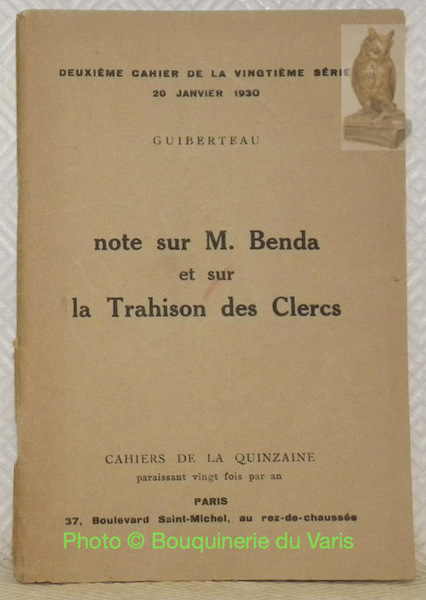 DEUXIÈME CAHIER DE LA VINGTIÈME SÉRIE
20 JANVIER 1930
GUIBERTEAU
note sur M. Benda
et sur
la Trahison des Clercs
CAHIERS DE LA QUINZAINE
paraissant vingt fois par an
PARIS
37, Boulevard Saint-Michel, au rez-de-chaussée
Photo © Bouquinerie du Varis